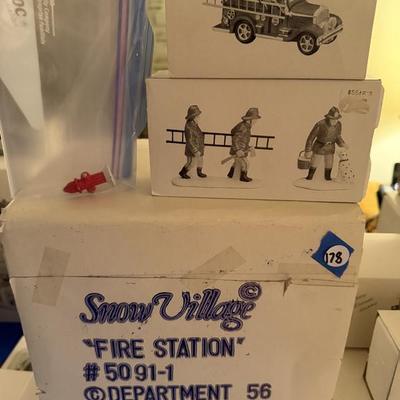 178
Snow Village©
"FIRE STATION"
# 5091-1
© DEPARTMENT 56